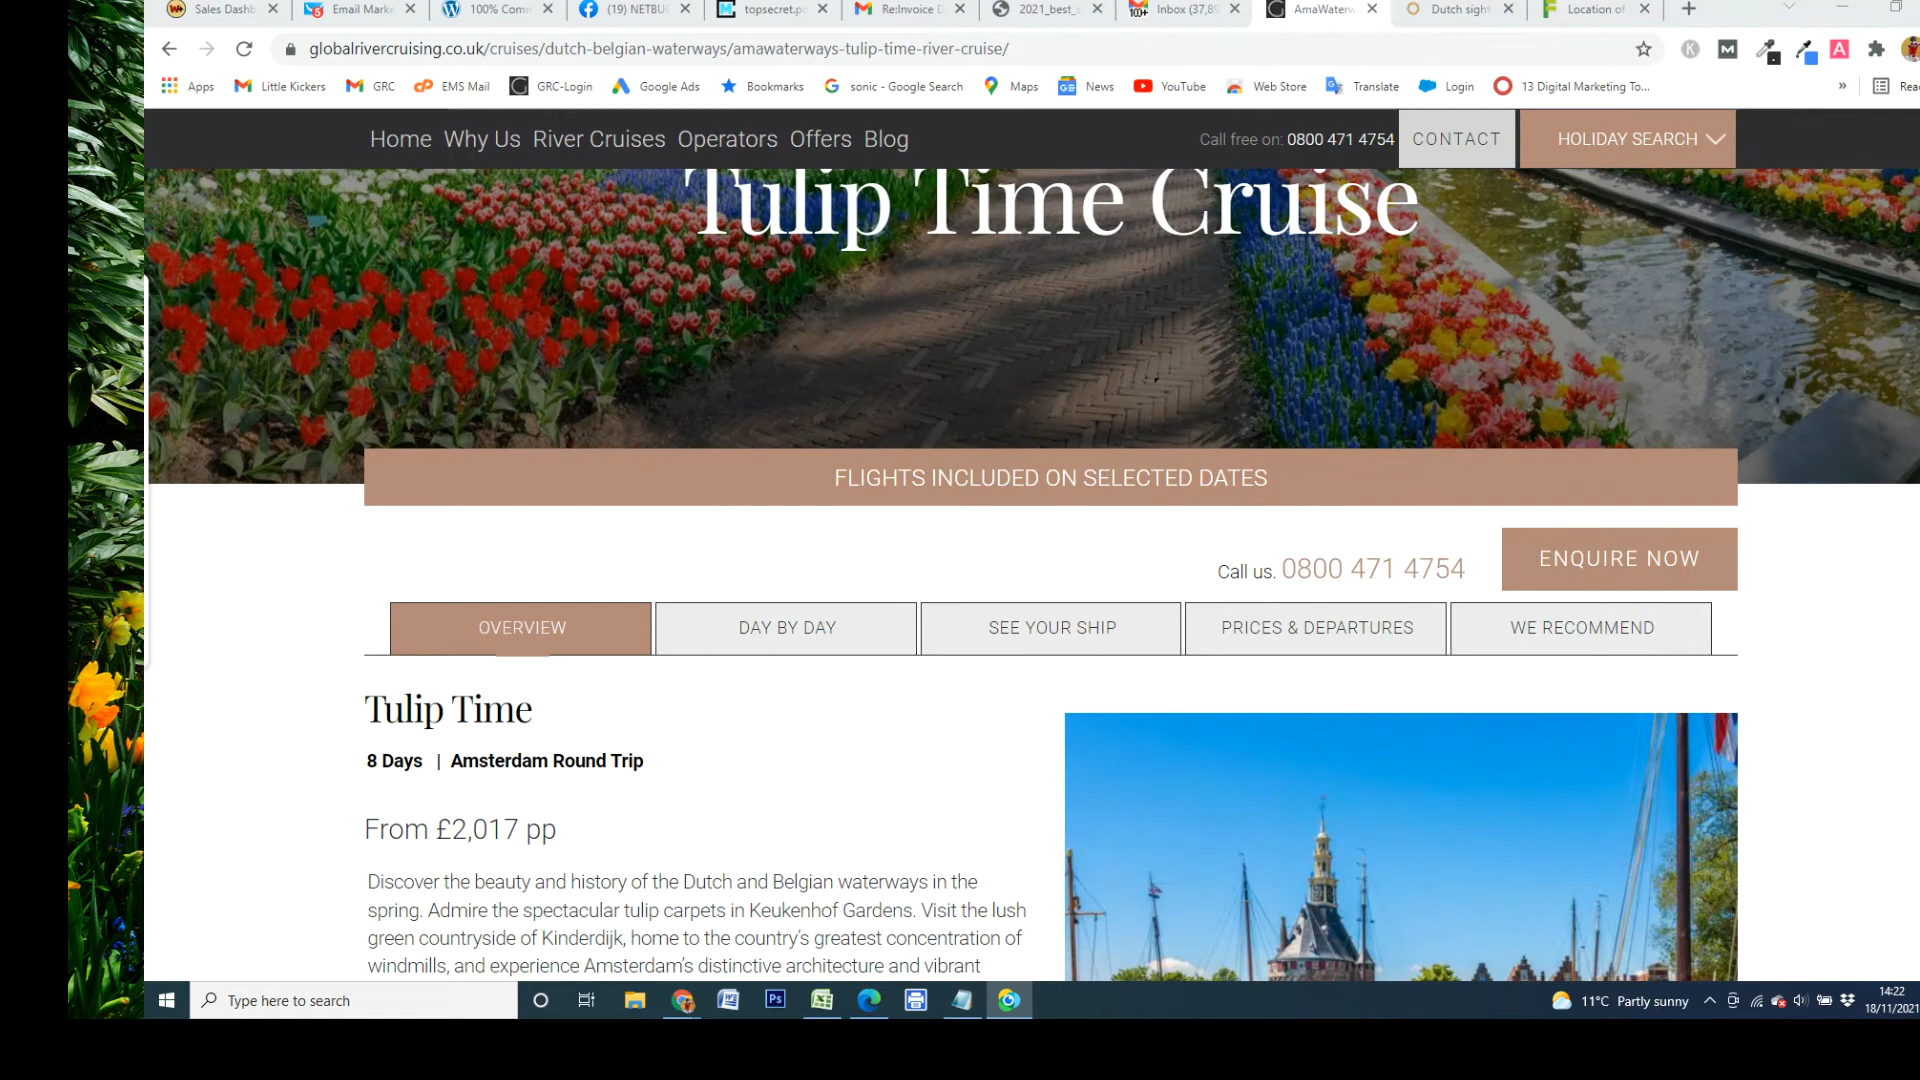 Sales Dashb
Email Marke
100% Comm
(19) NETBU
topsecret.po
Re:Invoice D
2021_best_s
Inbox (37,89
AmaWaterw
Dutch sight
Location of
globalrivercruising.co.uk/cruises/dutch-belgian-waterways/amawaterways-tulip-time-river-cruise/
Apps
Little Kickers
GRC
EMS Mail
GRC-Login
Google Ads
Bookmarks
sonic - Google Search
Maps
News
YouTube
Web Store
Translate
Login
13 Digital Marketing To...
»
Rea
Home Why Us River Cruises Operators Offers Blog
Call free on: 0800 471 4754
CONTACT
HOLIDAY SEARCH
Tulip Time Cruise
FLIGHTS INCLUDED ON SELECTED DATES
Call us. 0800 471 4754
ENQUIRE NOW
OVERVIEW
DAY BY DAY
SEE YOUR SHIP
PRICES & DEPARTURES
WE RECOMMEND
Tulip Time
8 Days | Amsterdam Round Trip
From £2,017 pp
Discover the beauty and history of the Dutch and Belgian waterways in the
spring. Admire the spectacular tulip carpets in Keukenhof Gardens. Visit the lush
green countryside of Kinderdijk, home to the country's greatest concentration of
windmills, and experience Amsterdam's distinctive architecture and vibrant
Type here to search
Ps
11°C Partly sunny
14:22
18/11/2021